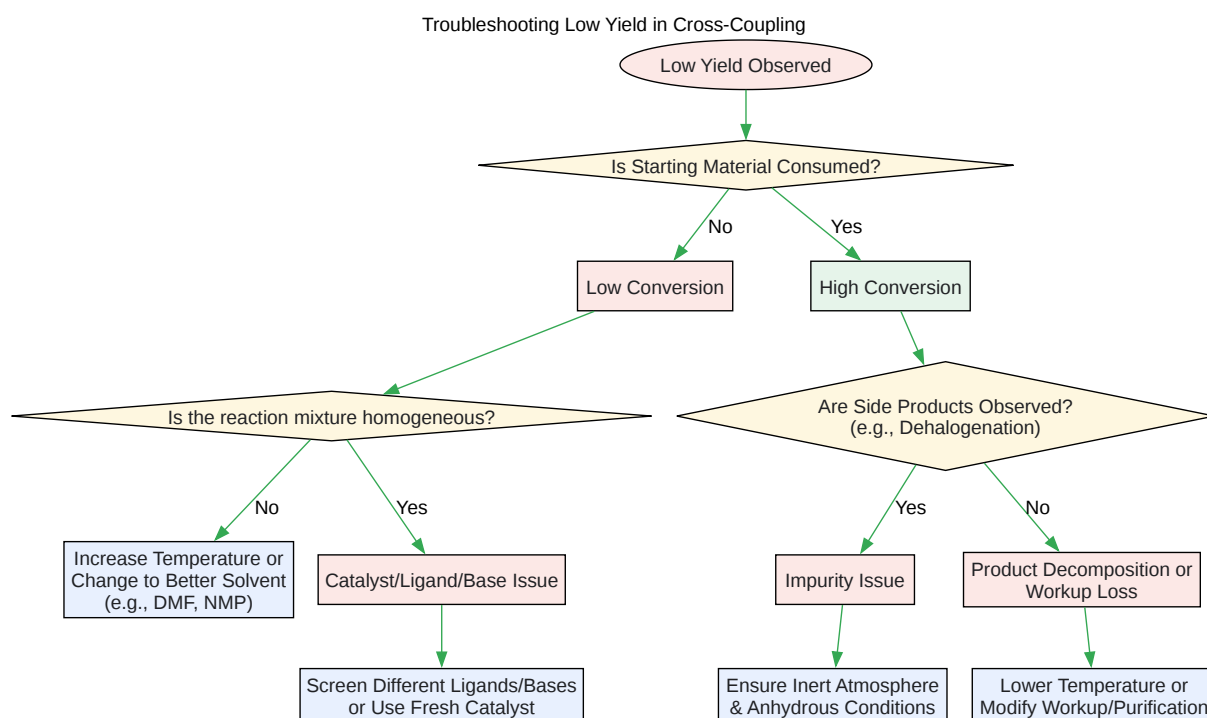 Troubleshooting Low Yield in Cross-Coupling
Low Yield Observed
Is Starting Material Consumed?
No
Yes
Low Conversion
High Conversion
Is the reaction mixture homogeneous?
Are Side Products Observed?
(e.g., Dehalogenation)
No
Yes
Yes
No
Increase Temperature or
Change to Better Solvent
(e.g., DMF, NMP)
Catalyst/Ligand/Base Issue
Impurity Issue
Product Decomposition or
Workup Loss
Screen Different Ligands/Bases
or Use Fresh Catalyst
Ensure Inert Atmosphere
& Anhydrous Conditions
Lower Temperature or
Modify Workup/Purification